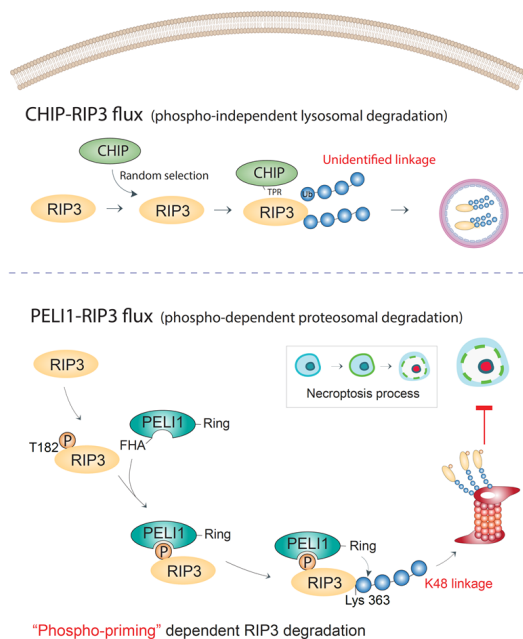 CHIP-RIP3 flux (phospho-independent lysosomal degradation)
CHIP
Unidentified linkage
Random selection
CHIP
TPR
Ub
RIP3
RIP3
RIP3
PELI1-RIP3 flux (phospho-dependent proteosomal degradation)
RIP3
Necroptosis process
PELI1
Ring
P
T182
FHA
RIP3
PELI1
Ring
P
RIP3
PELI1
Ring
P
RIP3
K48 linkage
Lys 363
“Phospho-priming” dependent RIP3 degradation